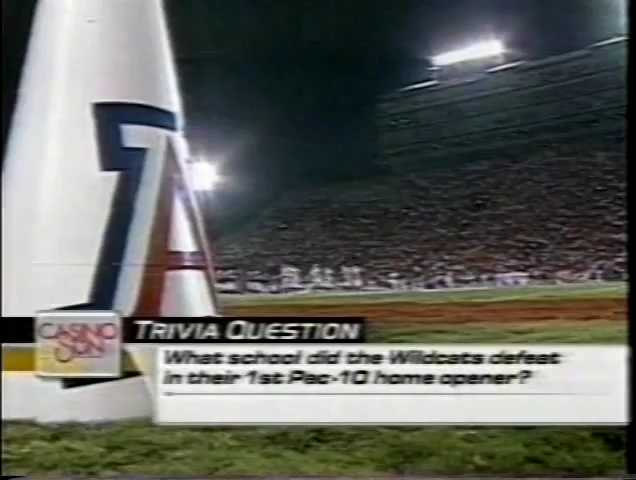 A
CASINO
SUN
TRIVIA QUESTION
What school did the Wildcats defeat
in their 1st Pac-10 home opener?